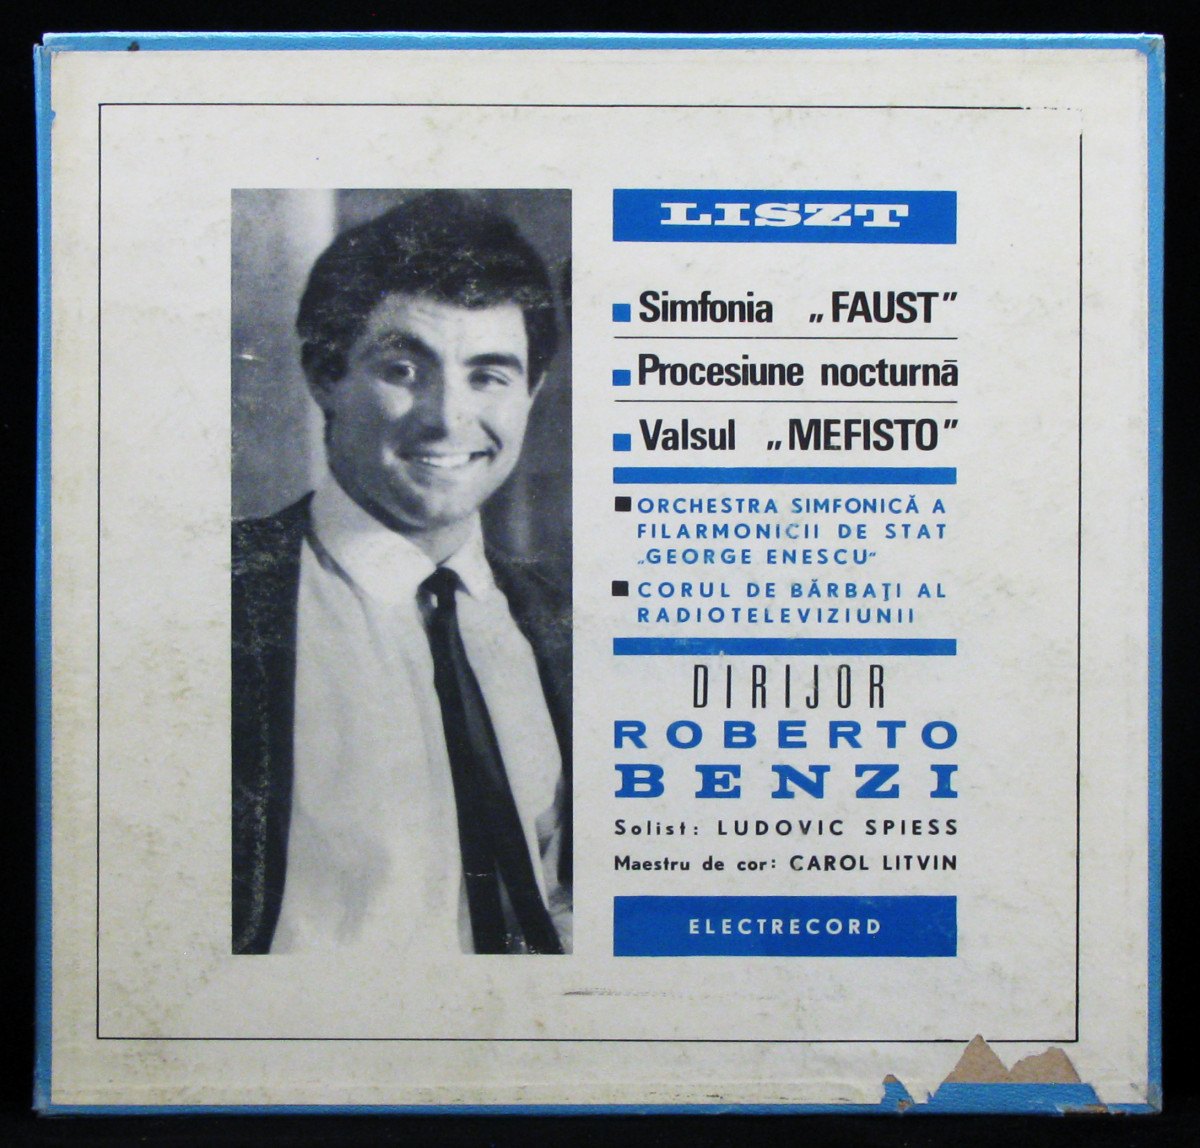 LISZT
Simfonia „FAUST”
Procesiune nocturnă
Valsul „MEFISTO”
ORCHESTRA SIMFONICĂ A
FILARMONICII DE STAT
„GEORGE ENESCU”
CORUL DE BĂRBAŢI AL
RADIOTELEVIZIUNII
DIRIJOR
ROBERTO
BENZI
Solist: LUDOVIC SPIESS
Maestru de cor: CAROL LITVIN
ELECTRECORD